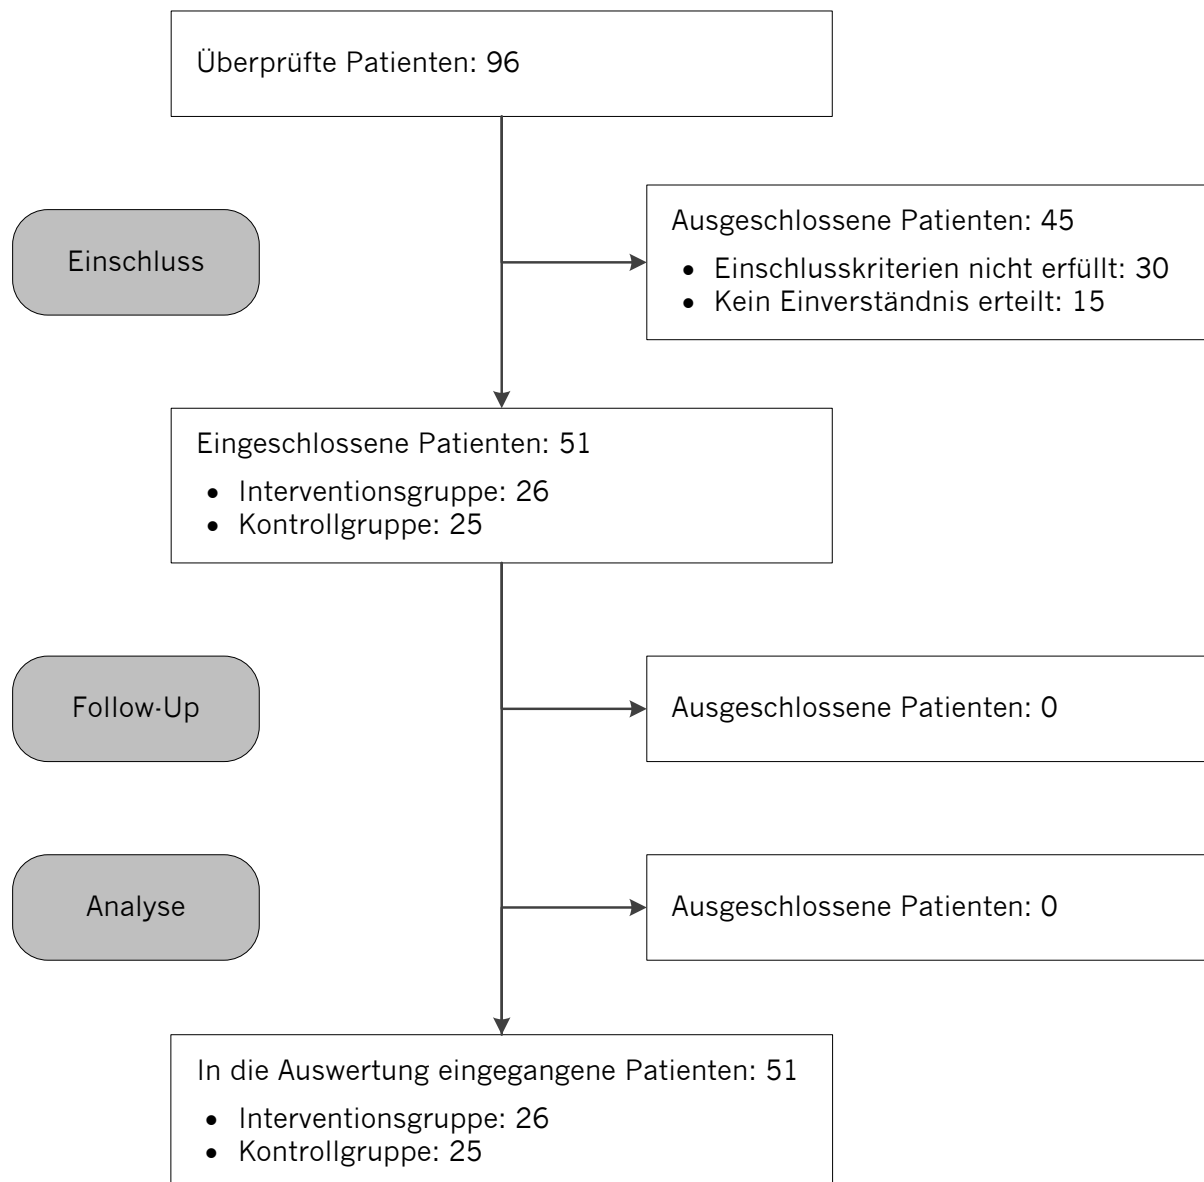 Überprüfte Patienten: 96
Einschluss
Ausgeschlossene Patienten: 45
• Einschlusskriterien nicht erfüllt: 30
• Kein Einverständnis erteilt: 15
Eingeschlossene Patienten: 51
• Interventionsgruppe: 26
• Kontrollgruppe: 25
Follow-Up
Ausgeschlossene Patienten: 0
Analyse
Ausgeschlossene Patienten: 0
In die Auswertung eingegangene Patienten: 51
• Interventionsgruppe: 26
• Kontrollgruppe: 25